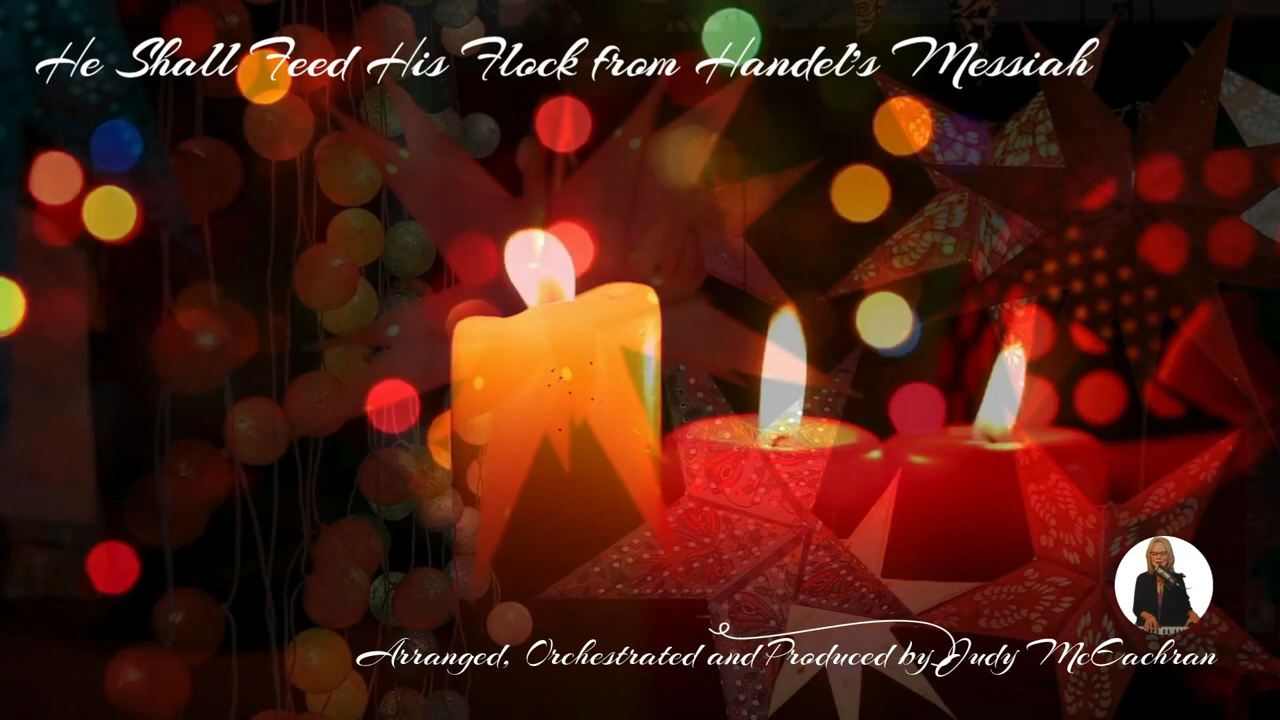 He Shall Feed His Flock from Handel's Messiah
Arranged, Orchestrated and Produced by Judy McEachran